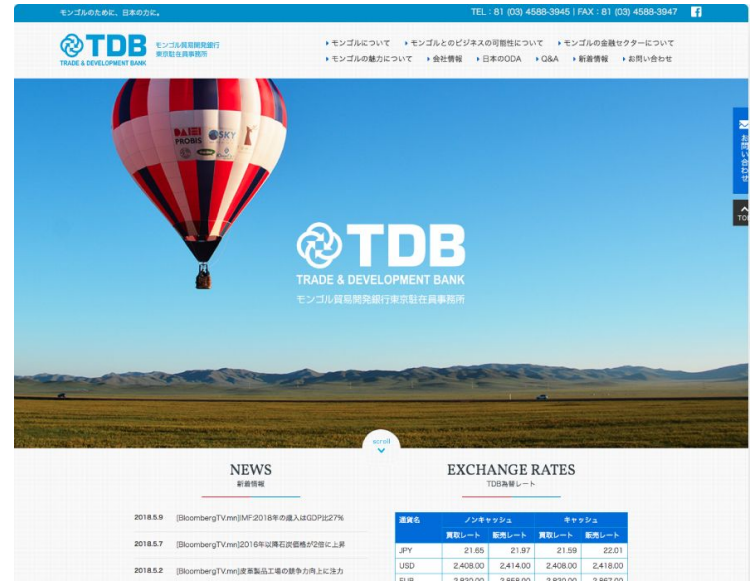 モンゴルのために、日本の力に。
TEL : 81 (03) 4588-3945 | FAX : 81 (03) 4588-3947
TDB
TRADE & DEVELOPMENT BANK
モンゴル貿易開発銀行
東京駐在員事務所
モンゴルについて モンゴルとのビジネスの可能性について モンゴルの金融セクターについて
モンゴルの魅力について 会社情報 日本のODA Q&A 新着情報 お問い合わせ
お問い合わせ
TOP
PROBIS
SKY
TDB
TRADE & DEVELOPMENT BANK
モンゴル貿易開発銀行東京駐在員事務所
scroll
NEWS
新着情報
2018.5.9 [BloombergTV.mn]IMF:2018年の歳入はGDP比27%
2018.5.7 [BloombergTV.mn]2016年以降石炭価格が2倍に上昇
2018.5.2 [BloombergTV.mn]皮革製品工場の競争力向上に注力
EXCHANGE RATES
TDB為替レート
通貨名 ノンキャッシュ キャッシュ
買取レート 販売レート 買取レート 販売レート
JPY 21.65 21.97 21.59 22.01
USD 2,408.00 2,414.00 2,408.00 2,418.00